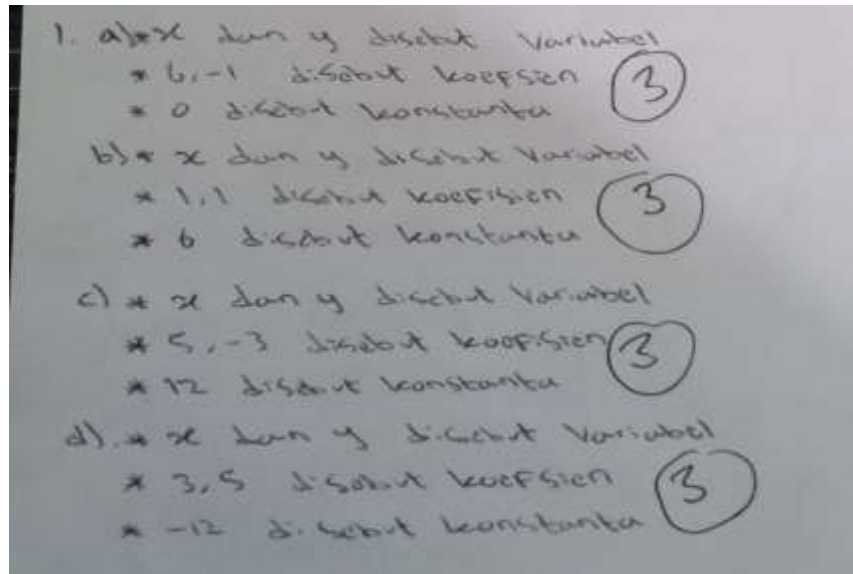 1. a) * x dan y disebut Variabel
* 6, -1 disebut koefsien 3
* 0 disebut konstanta
b) * x dan y disebut Variabel
* 1, 1 disebut koefisien 3
* 6 disebut konstanta
c) * x dan y disebut Variabel
* 5, -3 disebut koefisien 3
* 12 disebut konstanta
d). * x dan y disebut Variabel
* 3, 5 disebut koefsien 3
* -12 disebut konstanta